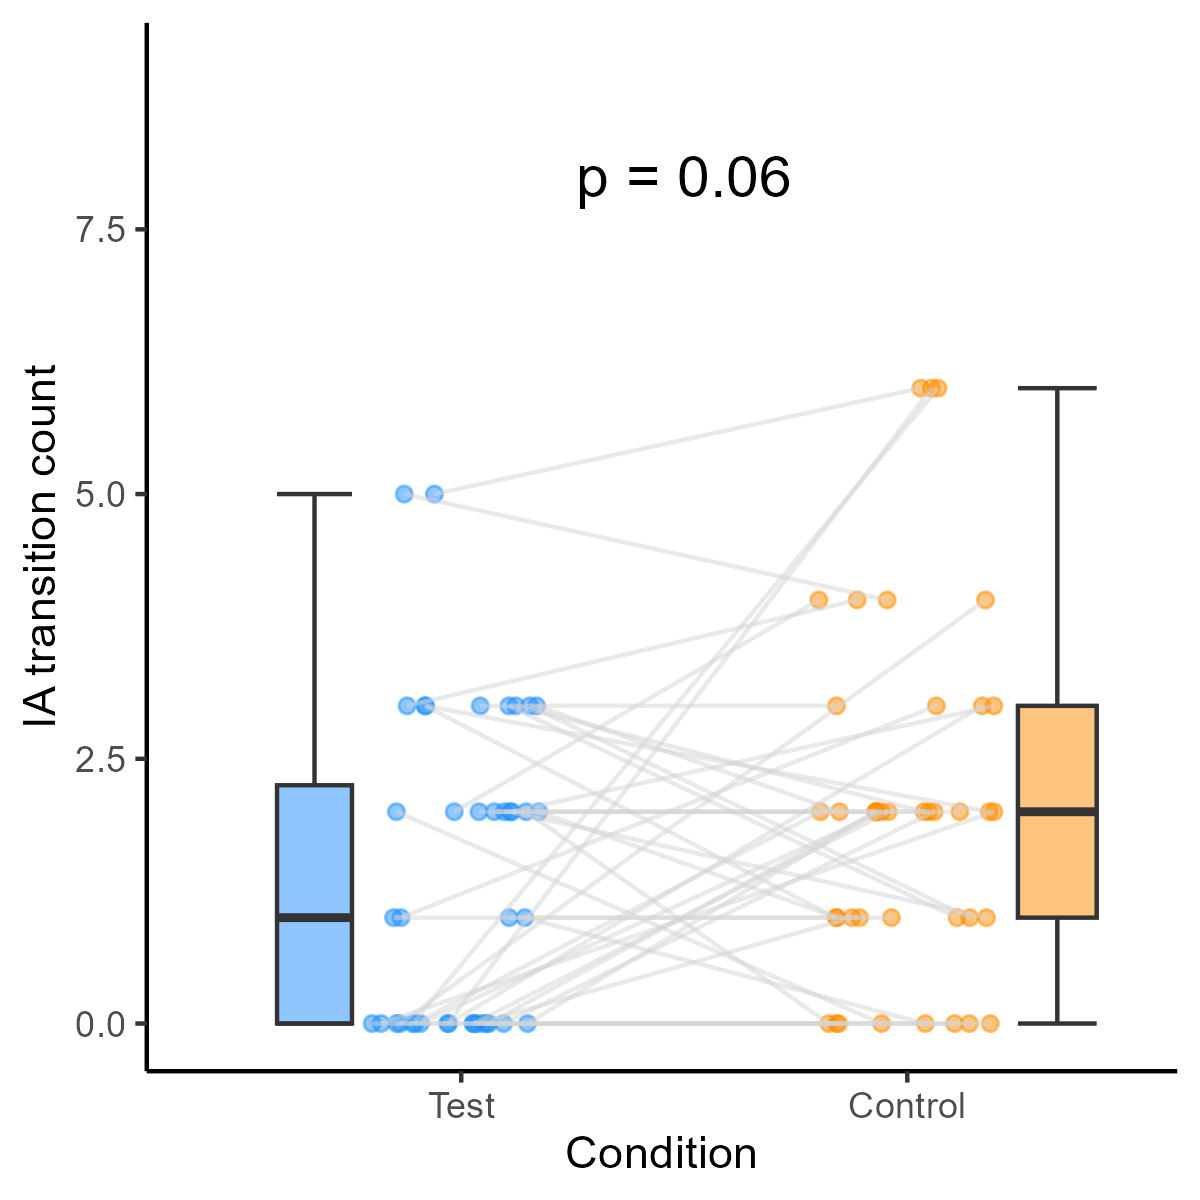 p = 0.06
7.5
5.0
2.5
0.0
IA transition count
Test
Control
Condition